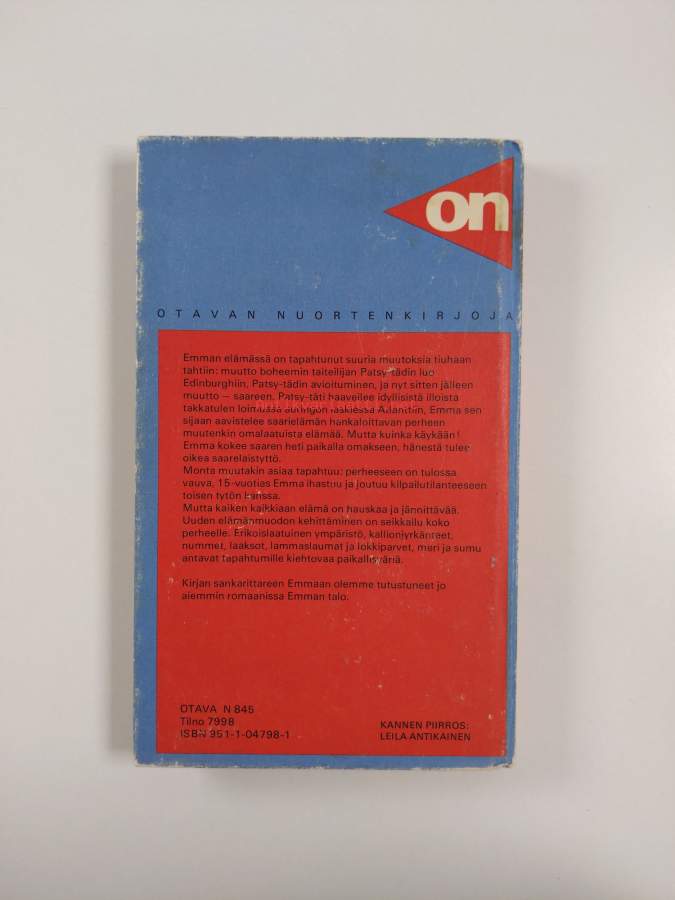 on
OTAVAN NUORTENKIRJOJA
Emman elämässä on tapahtunut suuria muutoksia tiuhaan
tahtiin: muutto boheemin taiteilijan Patsy-tädin luo
Edinburghiin, Patsy-tädin avioituminen, ja nyt sitten jälleen
muutto — saareen. Patsy-täti haaveilee idyllisistä illoista
takkatulen loimussa auringon laskiessa Atlanttiin, Emma sen
sijaan aavistelee saarielämän hankaloittavan perheen
muutenkin omalaatuista elämää. Mutta kuinka käykään!
Emma kokee saaren heti paikalla omakseen, hänestä tulee
oikea saarelaistyttö.
Monta muutakin asiaa tapahtuu: perheeseen on tulossa
vauva, 15-vuotias Emma ihastuu ja joutuu kilpailutilanteeseen
toisen tytön kanssa.
Mutta kaiken kaikkiaan elämä on hauskaa ja jännittävää.
Uuden elämänmuodon kehittäminen on seikkailu koko
perheelle. Erikoislaatuinen ympäristö, kallionjyrkänteet,
nummet, laaksot, lammaslaumat ja lokkiparvet, meri ja sumu
antavat tapahtumille kiehtovaa paikallisväriä.
Kirjan sankarittareen Emmaan olemme tutustuneet jo
aiemmin romaanissa Emman talo.
OTAVA N 845
Tilno 7998
ISBN 951-1-04798-1
KANNEN PIIRROS:
LEILA ANTIKAINEN